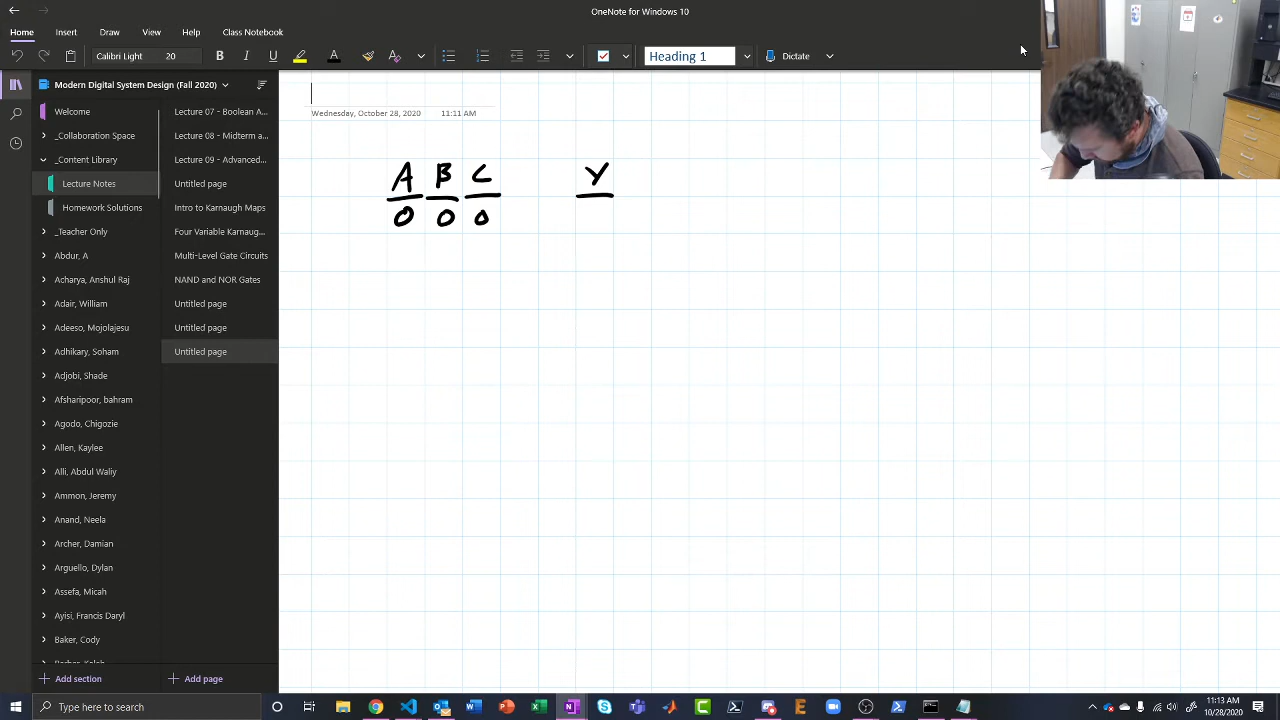 OneNote for Windows 10
Home Insert Draw View Help Class Notebook
Calibri Light 20 B I U A Heading 1 Dictate
Modern Digital System Design (Fall 2020)
Welcome
_Collaboration Space
_Content Library
Lecture Notes
Homework Solutions
_Teacher Only
Abdur, A
Acharya, Anshul Raj
Adair, William
Adeeso, Mojolajesu
Adhikary, Soham
Adjobi, Shade
Afsharipoor, bahram
Agodo, Chigozie
Allen, Kaylee
Alli, Abdul Waliy
Ammon, Jeremy
Anand, Neela
Archer, Damian
Arguello, Dylan
Assefa, Micah
Ayisi, Francis Daryl
Baker, Cody
Add section
Lecture 07 - Boolean A...
Lecture 08 - Midterm a...
Lecture 09 - Advanced...
Untitled page
Intro to Karnaugh Maps
Four Variable Karnaug...
Multi-Level Gate Circuits
NAND and NOR Gates
Untitled page
Untitled page
Untitled page
Add page
Wednesday, October 28, 2020 11:11 AM
A B C Y
0 0 0
Type here to search
11:13 AM
10/28/2020